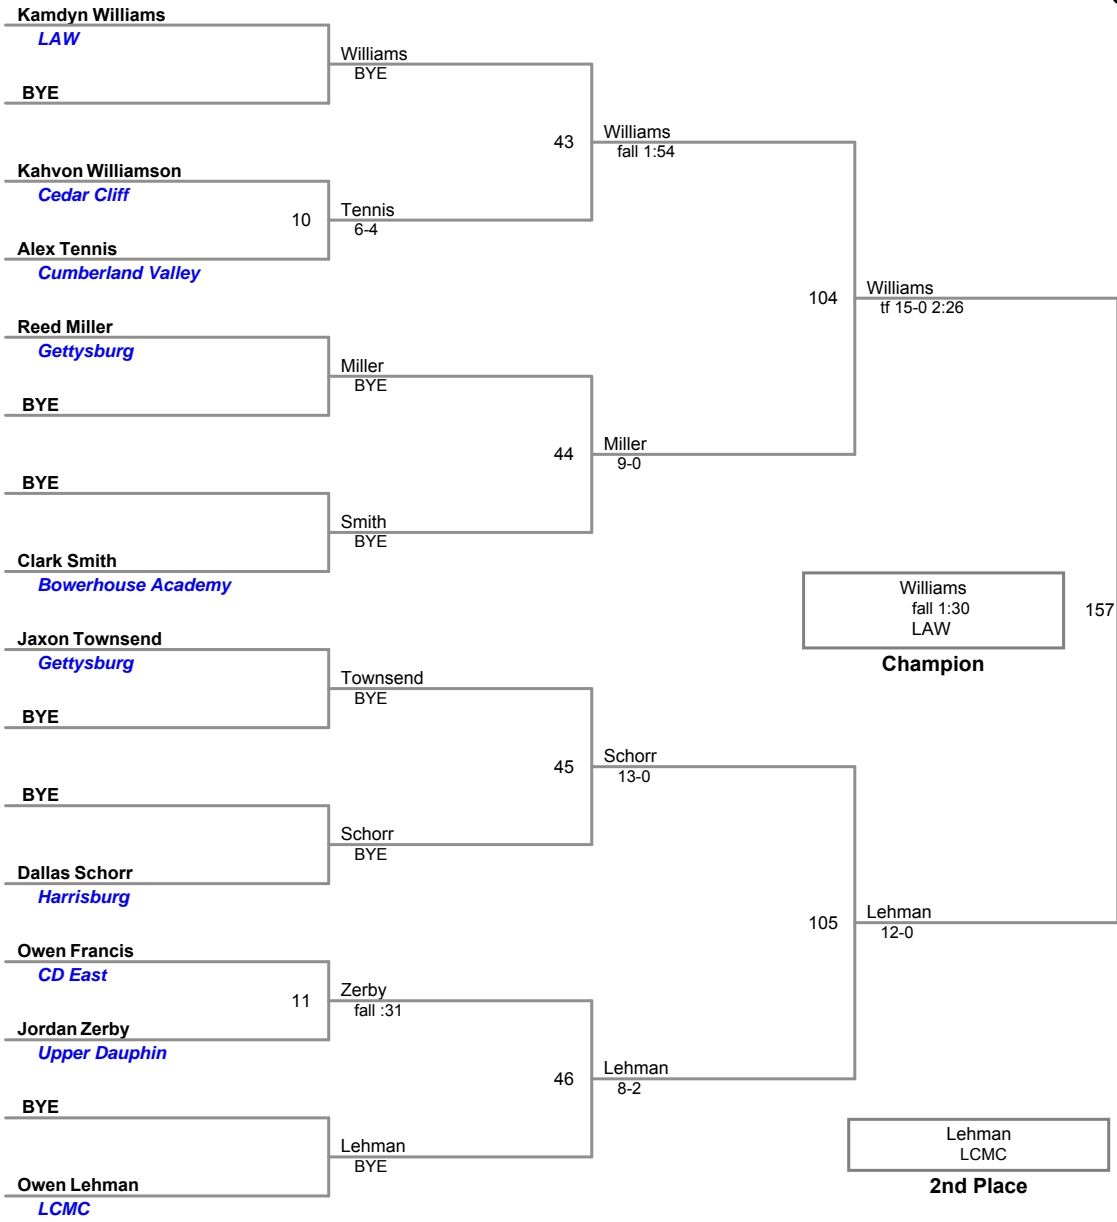 Kamdyn Williams
LAW
BYE
Kahvon Williamson
Cedar Cliff
Alex Tennis
Cumberland Valley
Reed Miller
Gettysburg
BYE
BYE
Clark Smith
Bowerhouse Academy
Jaxon Townsend
Gettysburg
BYE
BYE
Dallas Schorr
Harrisburg
Owen Francis
CD East
Jordan Zerby
Upper Dauphin
BYE
Owen Lehman
LCMC
Williams
BYE
10
Tennis
6-4
Miller
BYE
Smith
BYE
Townsend
BYE
Schorr
BYE
11
Zerby
fall :31
Lehman
BYE
43
Williams
fall 1:54
44
Miller
9-0
45
Schorr
13-0
46
Lehman
8-2
104
Williams
tf 15-0 2:26
105
Lehman
12-0
157
Williams
fall 1:30
LAW
Champion
Lehman
LCMC
2nd Place